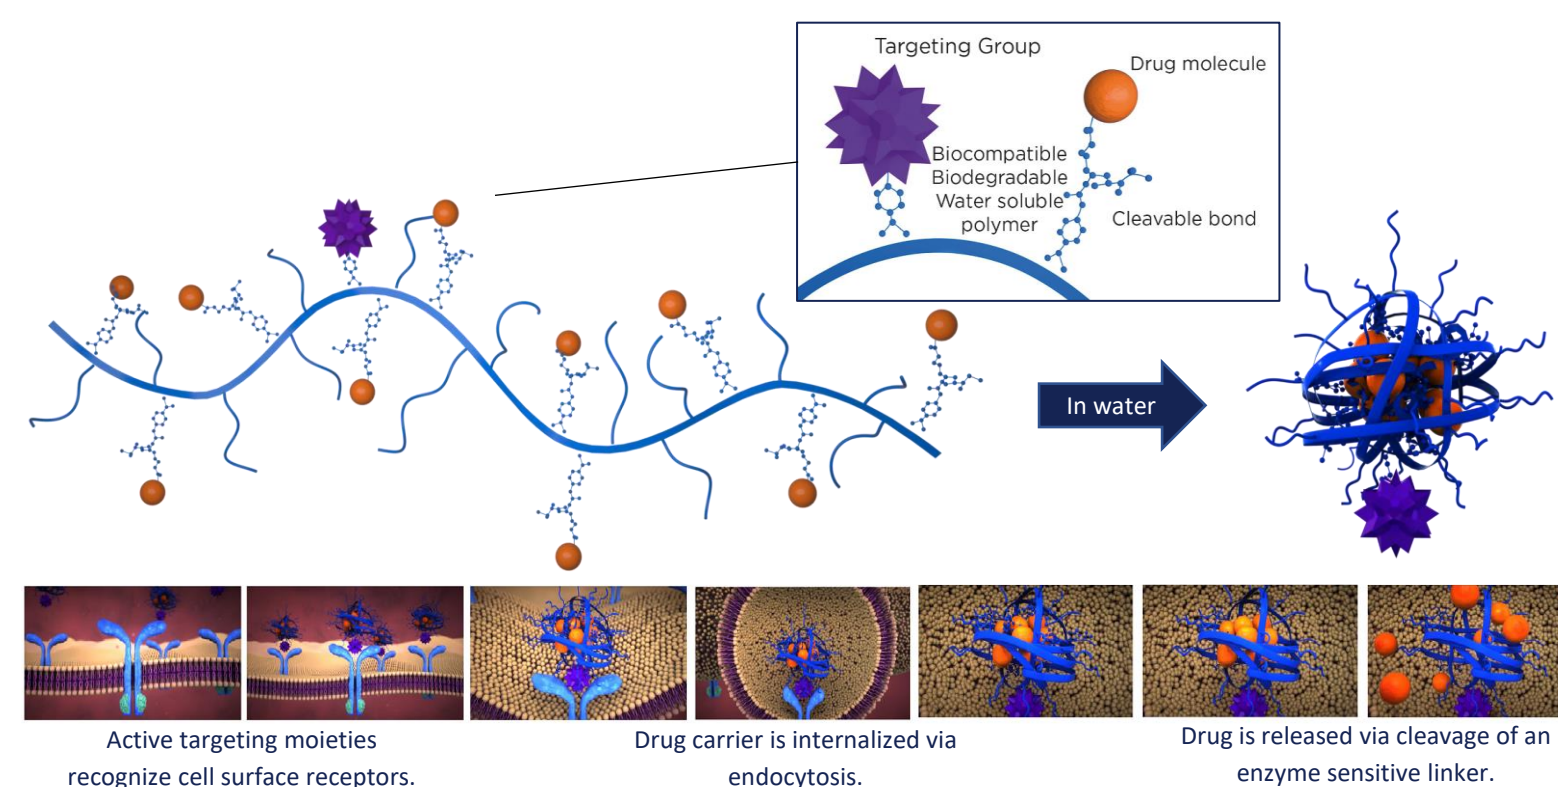 Targeting Group
Drug molecule
Biocompatible
Biodegradable
Water soluble
polymer
Cleavable bond
In water
Active targeting moieties
recognize cell surface receptors.
Drug carrier is internalized via
endocytosis.
Drug is released via cleavage of an
enzyme sensitive linker.